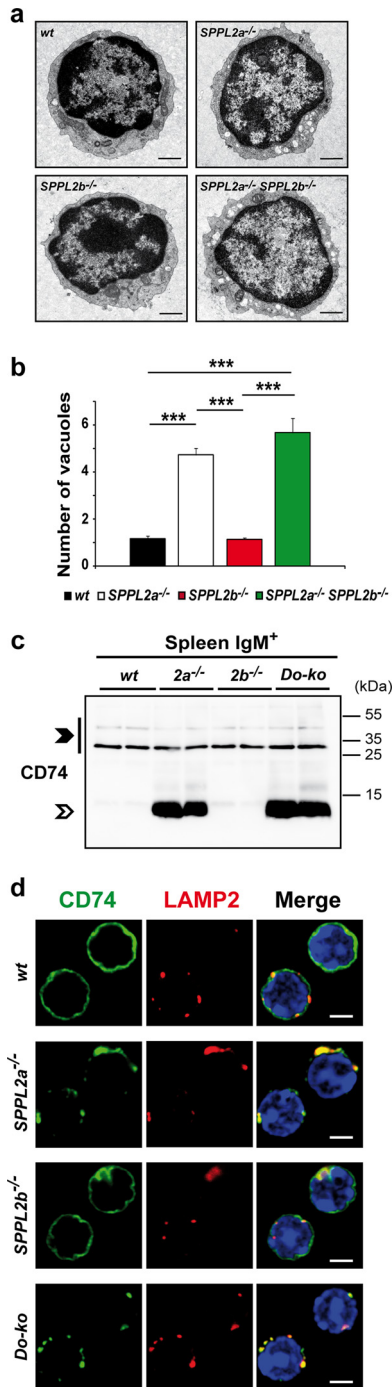 a
wt
SPPL2a-/-
SPPL2b-/-
SPPL2a-/- SPPL2b-/-
b
***
***
***
***
Number of vacuoles
6
4
2
0
wt SPPL2a-/- SPPL2b-/- SPPL2a-/- SPPL2b-/-
c
Spleen IgM+
wt 2a-/- 2b-/- Do-ko (kDa)
55
35
25
CD74
15
d
CD74 LAMP2 Merge
wt
SPPL2a-/-
SPPL2b-/-
Do-ko